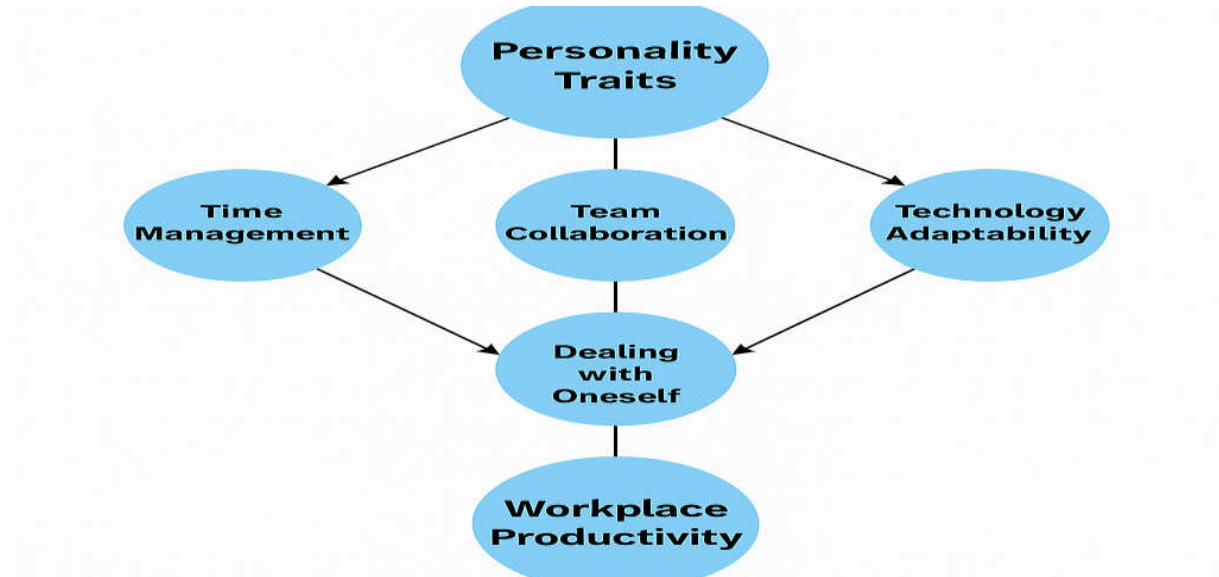 Personality
Traits
Time
Management
Team
Collaboration
Technology
Adaptability
Dealing
with
Oneself
Workplace
Productivity